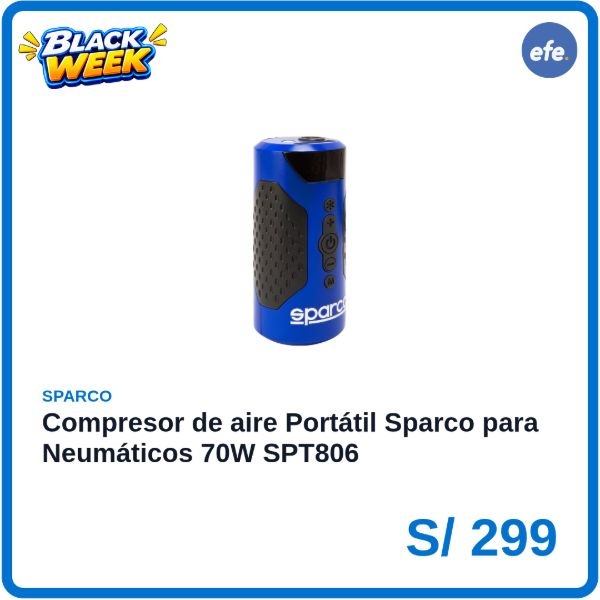 BLACK
WEEK
efe.
sparco
SPARCO
Compresor de aire Portátil Sparco para
Neumáticos 70W SPT806
S/ 299